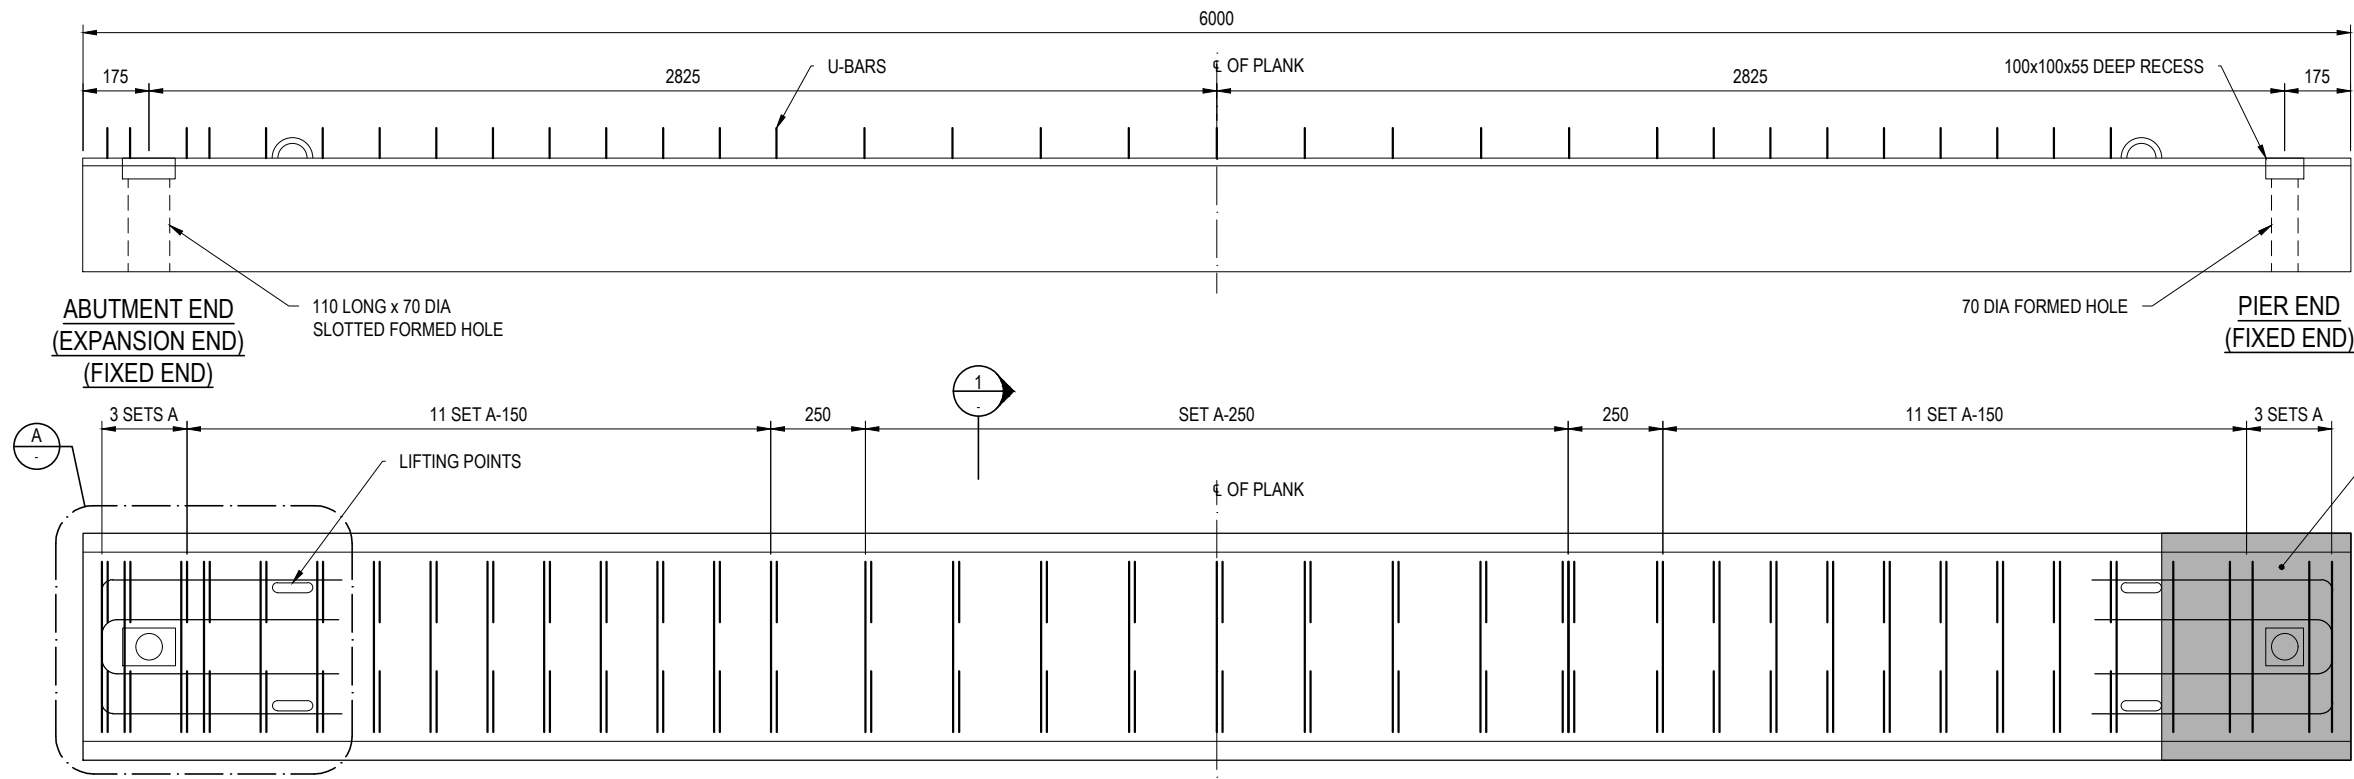 6000
175
2825
U-BARS
℄ OF PLANK
2825
100x100x55 DEEP RECESS
175
110 LONG x 70 DIA
SLOTTED FORMED HOLE
70 DIA FORMED HOLE
ABUTMENT END
(EXPANSION END)
(FIXED END)
PIER END
(FIXED END)
1
-
3 SETS A
11 SET A-150
250
SET A-250
250
11 SET A-150
3 SETS A
A
-
LIFTING POINTS
℄ OF PLANK